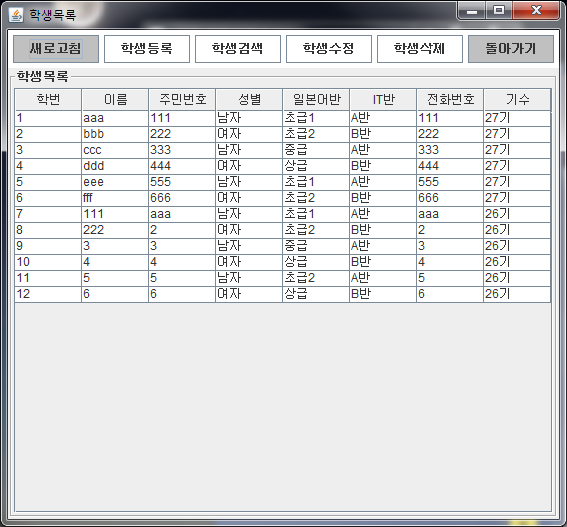 학생목록
새로고침 학생등록 학생검색 학생수정 학생삭제 돌아가기
학생목록
학번 이름 주민번호 성별 일본어반 IT반 전화번호 기수
1 aaa 111 남자 초급1 A반 111 27기
2 bbb 222 여자 초급2 B반 222 27기
3 ccc 333 남자 중급 A반 333 27기
4 ddd 444 여자 상급 B반 444 27기
5 eee 555 남자 초급1 A반 555 27기
6 fff 666 여자 초급2 B반 666 27기
7 111 aaa 남자 초급1 A반 aaa 26기
8 222 2 여자 초급2 B반 2 26기
9 3 3 남자 중급 A반 3 26기
10 4 4 여자 상급 B반 4 26기
11 5 5 남자 초급2 A반 5 26기
12 6 6 여자 상급 B반 6 26기